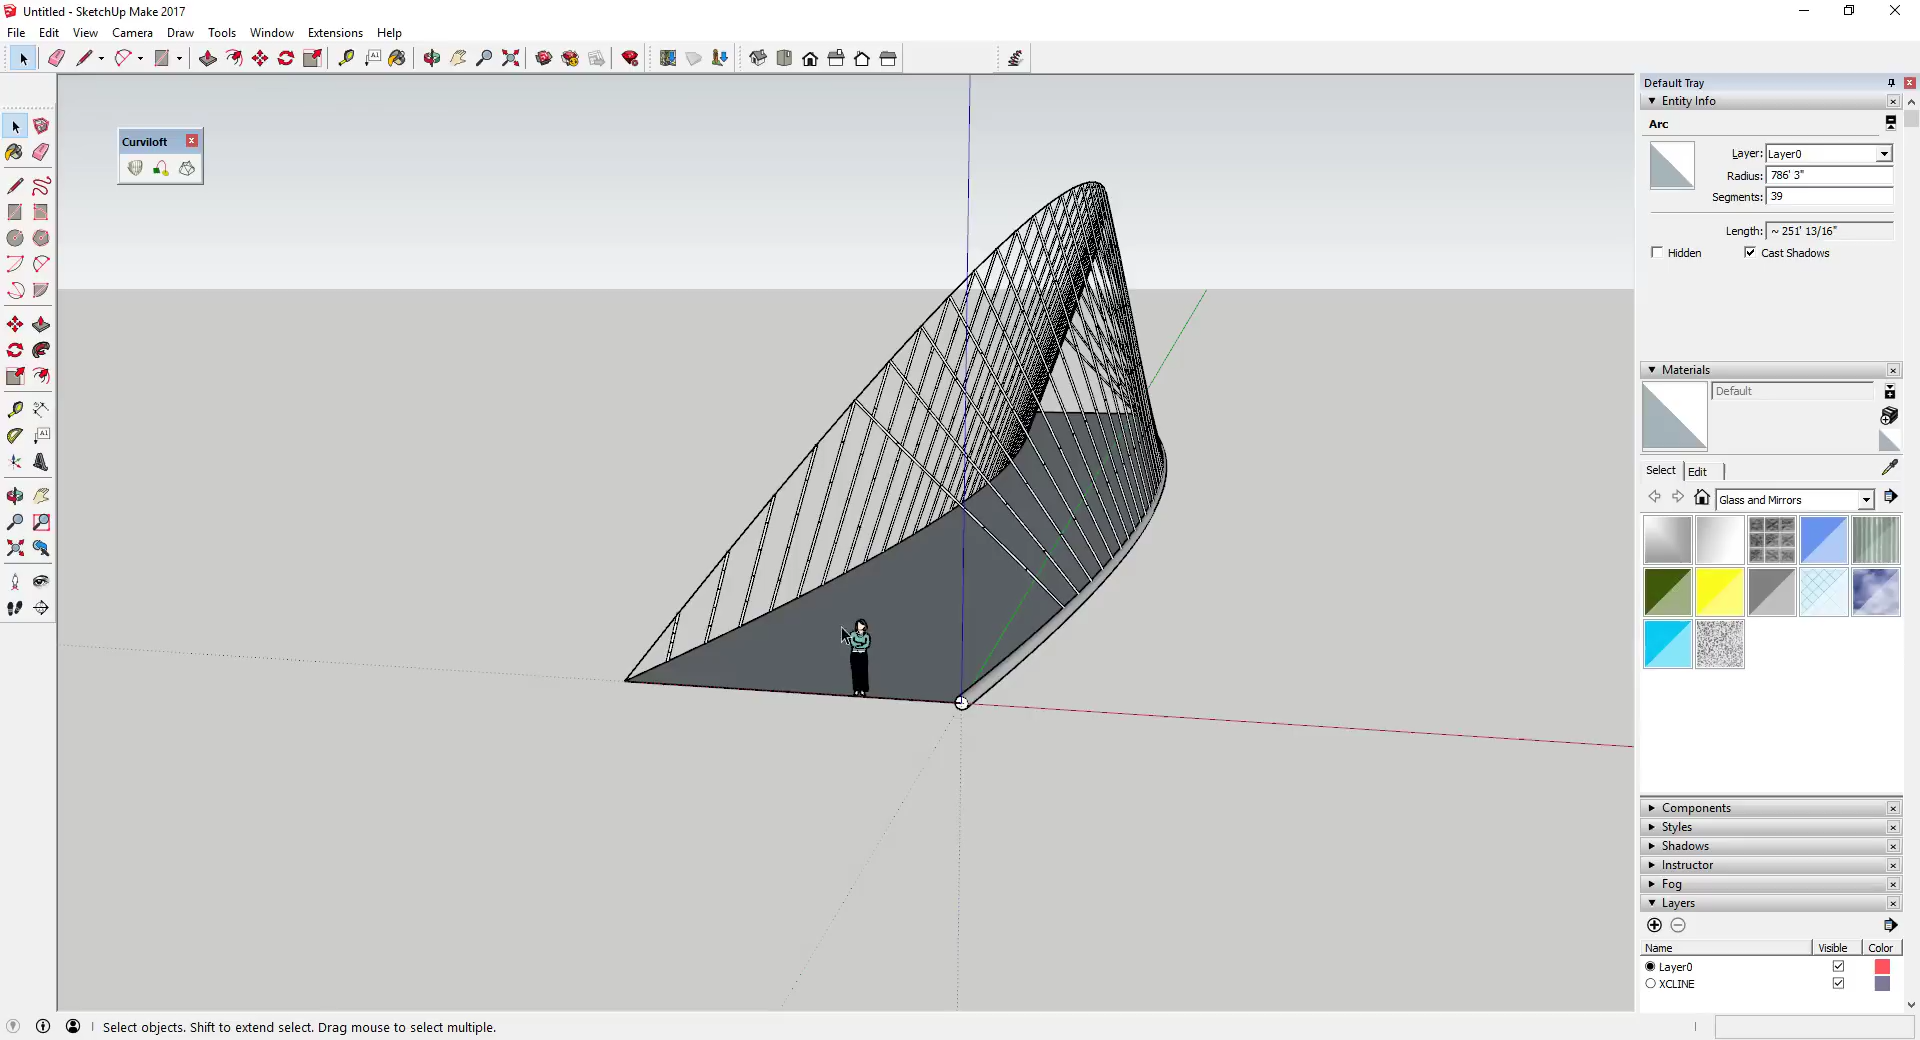 Untitled - SketchUp Make 2017
File Edit View Camera Draw Tools Window Extensions Help
A1
Default Tray
Entity Info
Arc
Layer: Layer0
Radius: 786' 3"
Segments: 39
Length: ~ 251' 13/16"
Hidden Cast Shadows
Curviloft
Materials
Default
Select Edit
Glass and Mirrors
A1
Components
Styles
Shadows
Instructor
Fog
Layers
Name Visible Color
Layer0
XCLINE
Select objects. Shift to extend select. Drag mouse to select multiple.